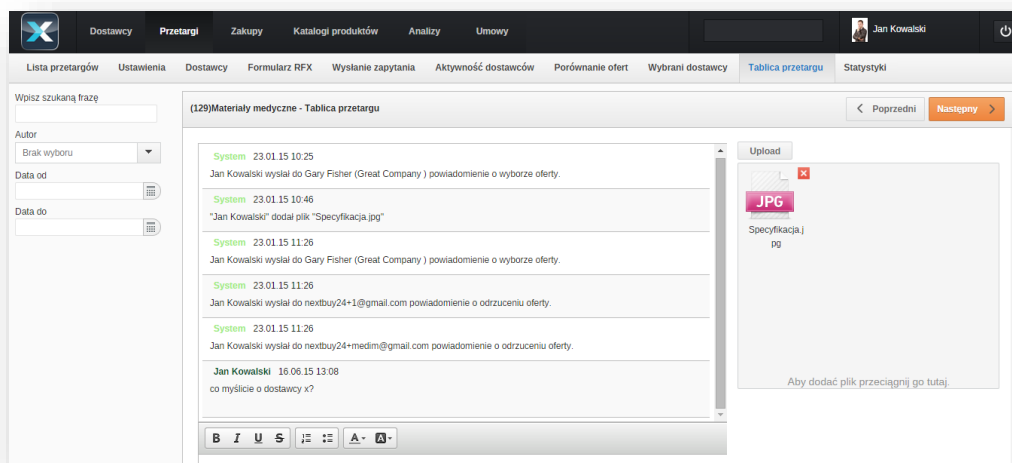 Dostawcy Przetargi Zakupy Katalogi produktów Analizy Umowy Jan Kowalski
Lista przetargów Ustawienia Dostawcy Formularz RFX Wysłanie zapytania Aktywność dostawców Porównanie ofert Wybrani dostawcy Tablica przetargu Statystyki
Wpisz szukaną frazę
Autor
Brak wyboru
Data od
Data do
(129)Materiały medyczne - Tablica przetargu
Poprzedni
Następny
System 23.01.15 10:25
Jan Kowalski wysłał do Gary Fisher (Great Company ) powiadomienie o wyborze oferty.
System 23.01.15 10:46
"Jan Kowalski" dodał plik "Specyfikacja.jpg"
System 23.01.15 11:26
Jan Kowalski wysłał do Gary Fisher (Great Company ) powiadomienie o wyborze oferty.
System 23.01.15 11:26
Jan Kowalski wysłał do nextbuy24+1@gmail.com powiadomienie o odrzuceniu oferty.
System 23.01.15 11:26
Jan Kowalski wysłał do nextbuy24+medim@gmail.com powiadomienie o odrzuceniu oferty.
Jan Kowalski 16.06.15 13:08
co myślicie o dostawcy x?
B I U S A A
Upload
JPG
Specyfikacja.j
pg
Aby dodać plik przeciągnij go tutaj.